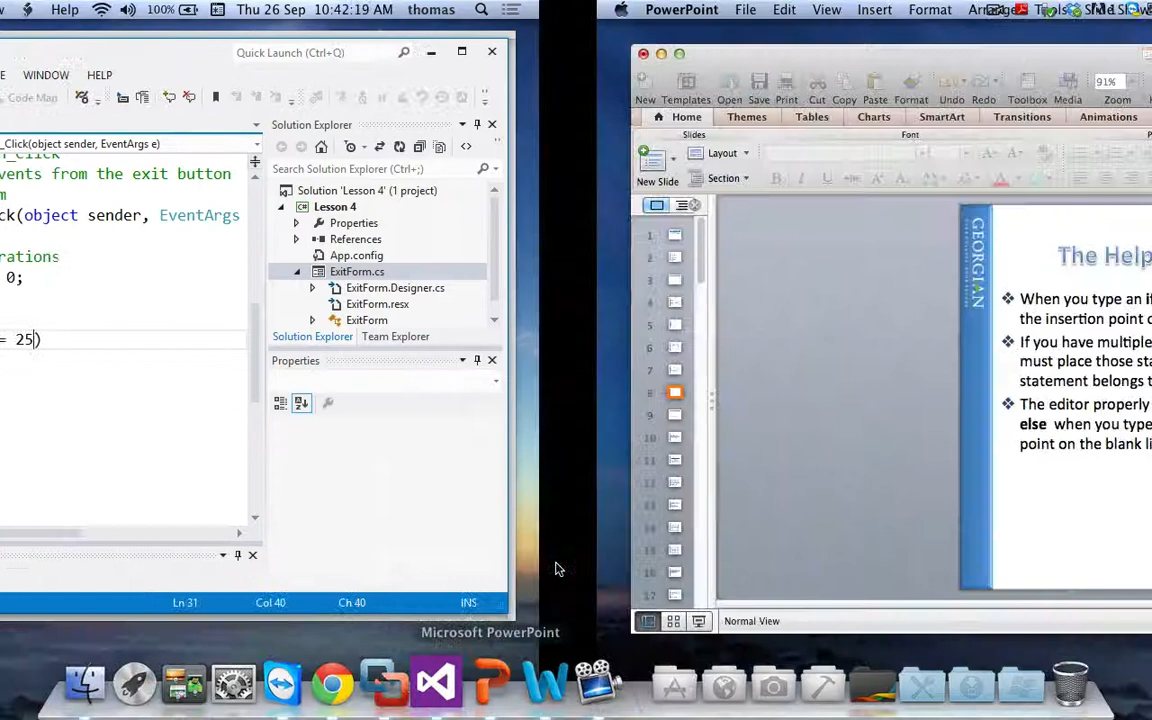 Help 100% Thu 26 Sep 10:42:19 AM thomas
Quick Launch (Ctrl+Q)
WINDOW HELP
Code Map
_Click(object sender, EventArgs e)
vents from the exit button
ck(object sender, EventArgs
rations
0;
= 25)
Solution Explorer
Search Solution Explorer (Ctrl+;)
Solution 'Lesson 4' (1 project)
Lesson 4
Properties
References
App.config
ExitForm.cs
ExitForm.Designer.cs
ExitForm.resx
ExitForm
Solution Explorer Team Explorer
Properties
Ln 31 Col 40 Ch 40 INS
Microsoft PowerPoint
PowerPoint File Edit View Insert Format
91%
New Templates Open Save Print Cut Copy Paste Format Undo Redo Toolbox Media Zoom
Home Themes Tables Charts SmartArt Transitions Animations
Slides Font
Layout
New Slide Section
1
2
3
4
5
6
7
8
9
10
11
12
13
14
15
16
17
GEORGIAN
The Help
When you type an i
the insertion point o
If you have multiple
must place those sta
statement belongs t
The editor properly
else when you type
point on the blank li
Normal View